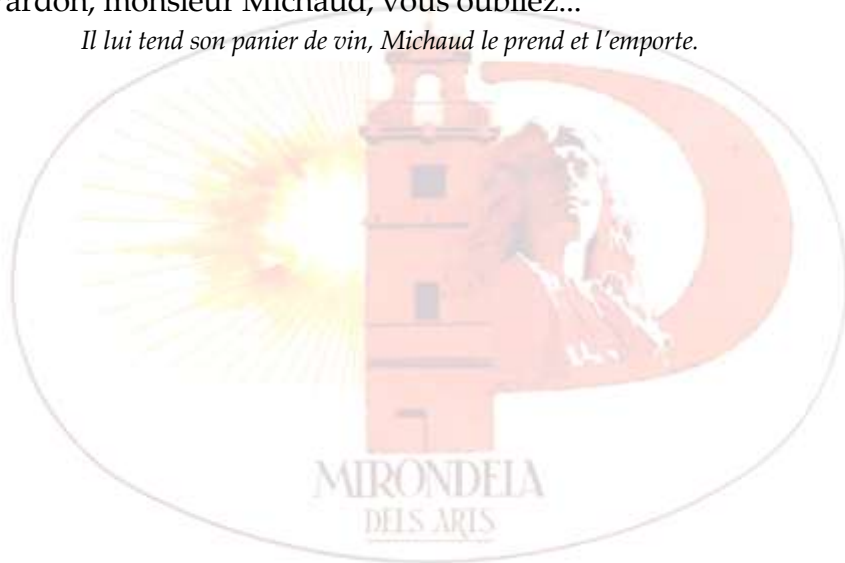 ardon, monsieur Michaud, vous oubliez...
Il lui tend son panier de vin, Michaud le prend et l'emporte.
MIRONDELA
DELS ARTS